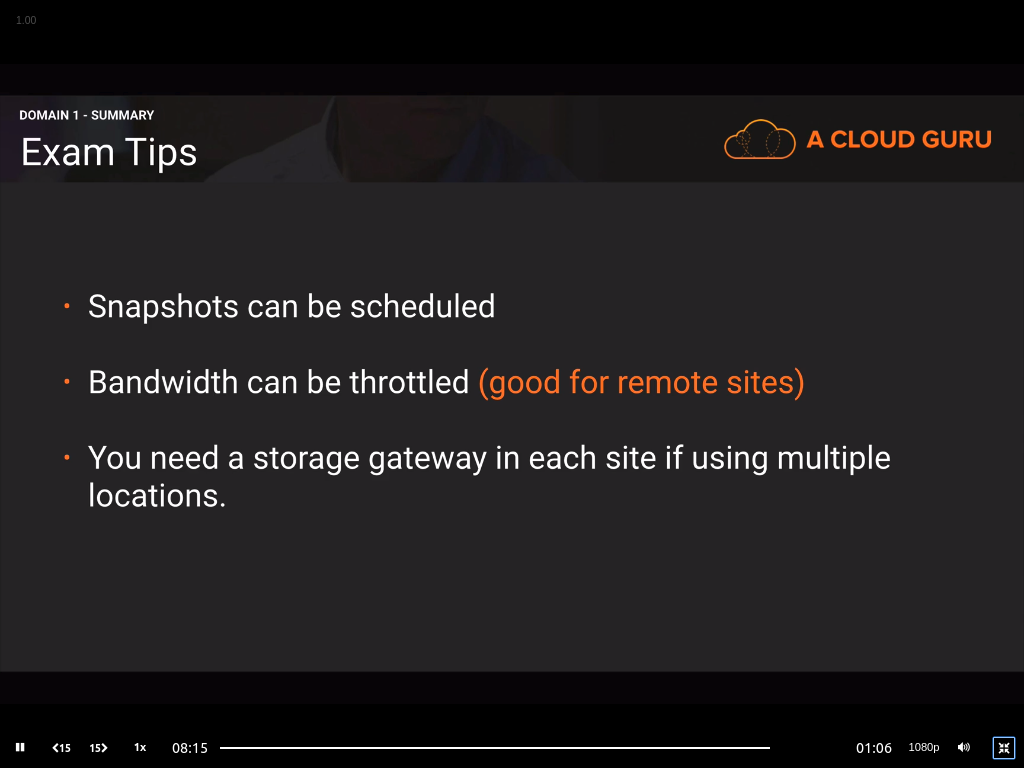 1.00
DOMAIN 1 - SUMMARY
Exam Tips
A CLOUD GURU
• Snapshots can be scheduled
• Bandwidth can be throttled (good for remote sites)
• You need a storage gateway in each site if using multiple
locations.
15 15 1x 08:15 01:06 1080p